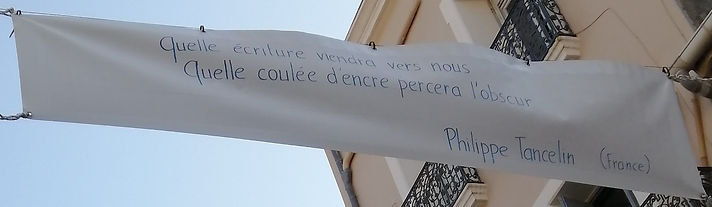 Quelle écriture viendra vers nous
Quelle coulée d'encre percera l'obscur
Philippe Tancelin (France)